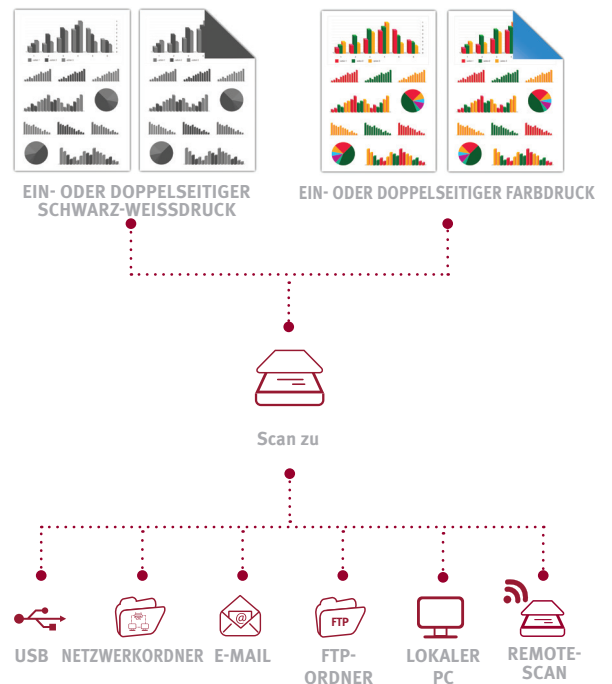 EIN- ODER DOPPELSEITIGER
SCHWARZ-WEISSDRUCK
EIN- ODER DOPPELSEITIGER FARBDRUCK
Scan zu
FTP
USB
NETZWERKORDNER
E-MAIL
FTP-
ORDNER
LOKALER
PC
REMOTE-
SCAN